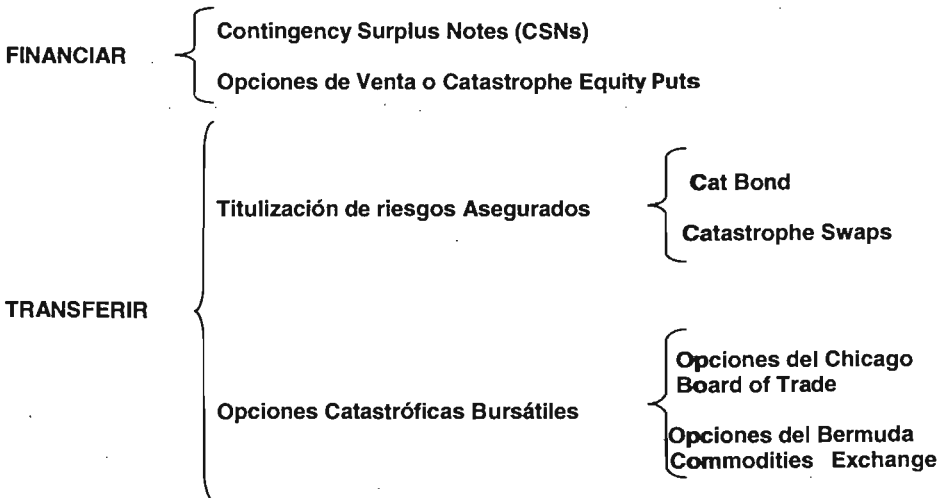 FINANCIAR
Contingency Surplus Notes (CSNs)
Opciones de Venta o Catastrophe Equity Puts
TRANSFERIR
Titulización de riesgos Asegurados
Cat Bond
Catastrophe Swaps
Opciones Catastróficas Bursátiles
Opciones del Chicago
Board of Trade
Opciones del Bermuda
Commodities Exchange